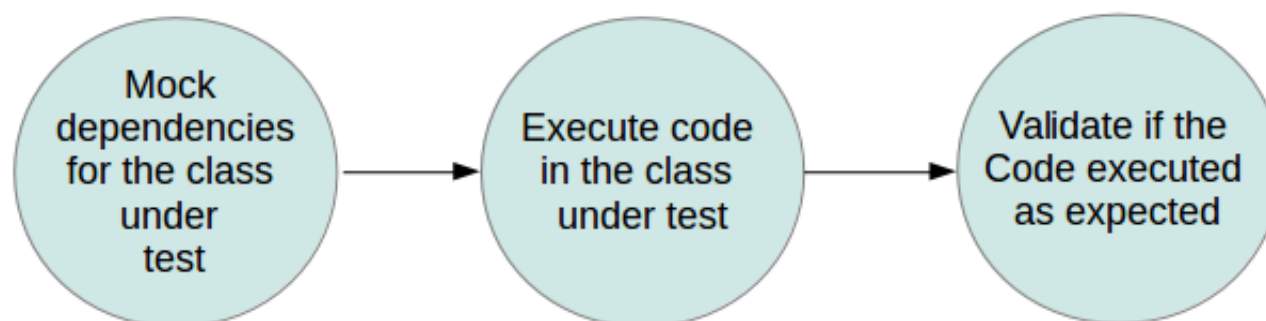 Mock
dependencies
for the class
under
test
Execute code
in the class
under test
Validate if the
Code executed
as expected